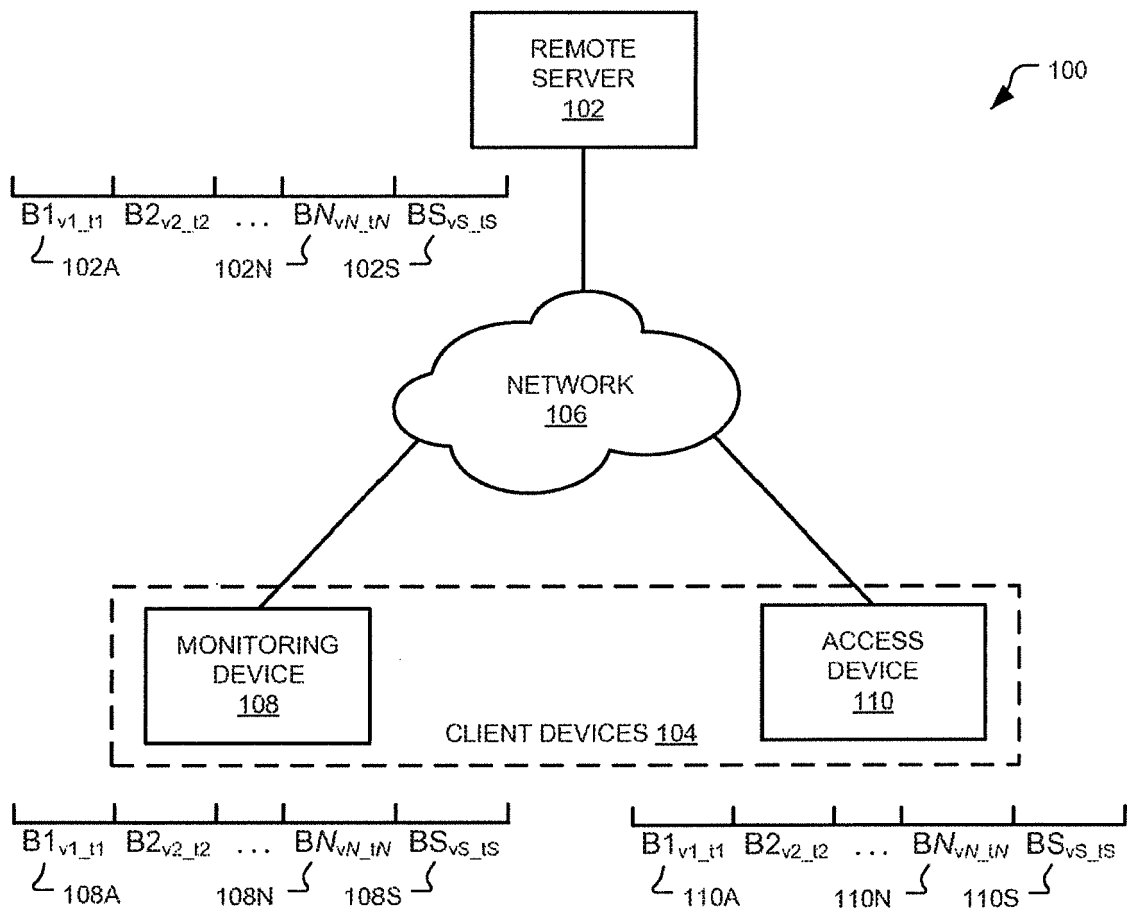 REMOTE
SERVER
102
100
B1v1_t1 B2v2_t2 ... BNvN_tN BSvS_tS
102A 102N 102S
NETWORK
106
MONITORING
DEVICE
108
ACCESS
DEVICE
110
CLIENT DEVICES 104
B1v1_t1 B2v2_t2 ... BNvN_tN BSvS_tS
108A 108N 108S
B1v1_t1 B2v2_t2 ... BNvN_tN BSvS_tS
110A 110N 110S